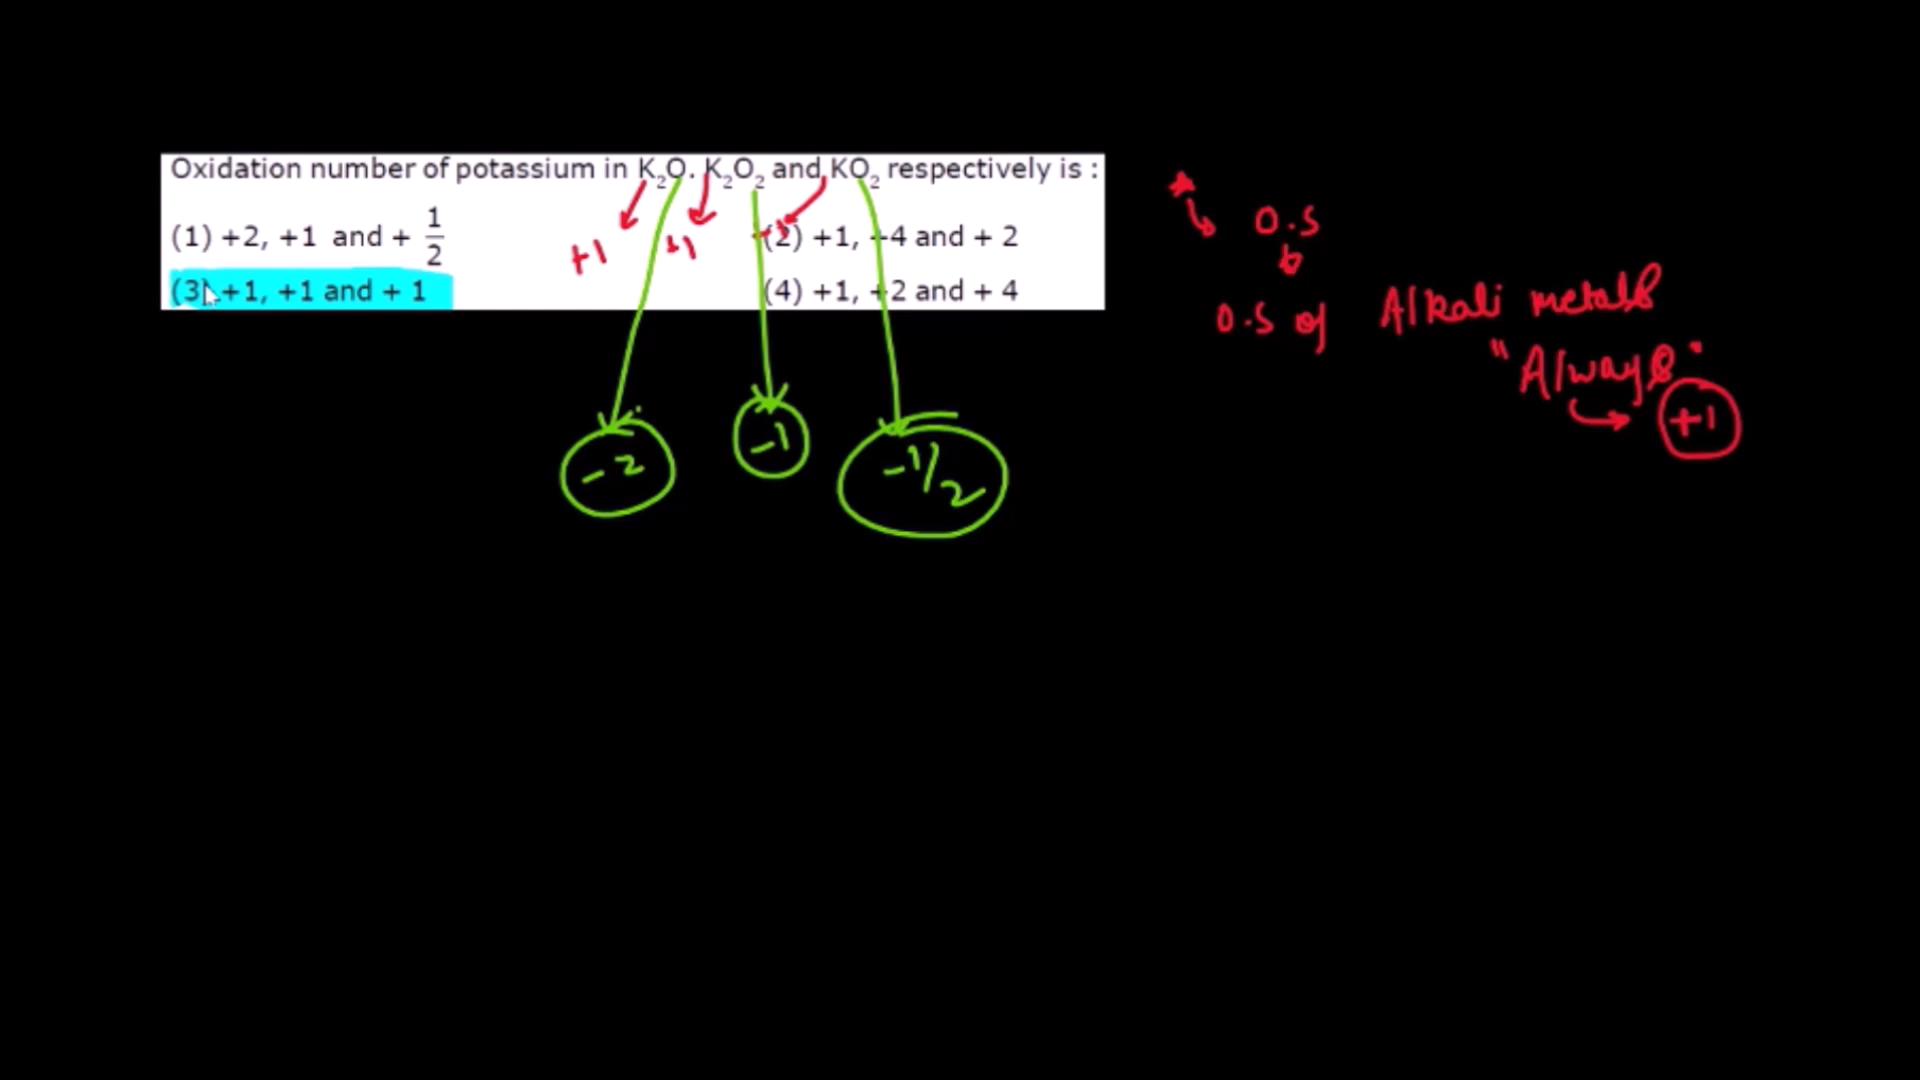 Oxidation number of potassium in K₂O. K₂O₂ and KO₂ respectively is :
(1) +2, +1 and + 1/2
(2) +1, +4 and + 2
(3) +1, +1 and + 1
(4) +1, +2 and + 4
+1
+1
+1
-2
-1
-1/2
O.S
O.S of Alkali metals
"Always"
+1